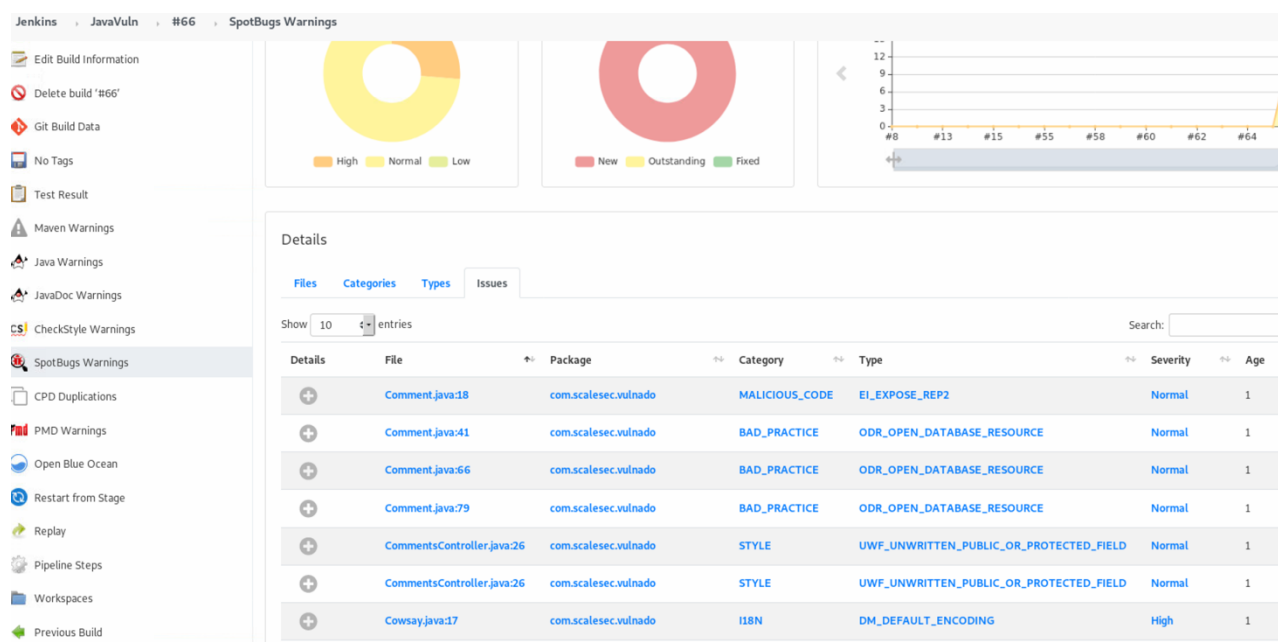 Jenkins › JavaVuln › #66 › SpotBugs Warnings
Edit Build Information
Delete build '#66'
Git Build Data
No Tags
Test Result
Maven Warnings
Java Warnings
JavaDoc Warnings
CheckStyle Warnings
SpotBugs Warnings
CPD Duplications
PMD Warnings
Open Blue Ocean
Restart from Stage
Replay
Pipeline Steps
Workspaces
Previous Build
High Normal Low
New Outstanding Fixed
12
9
6
3
0
#8 #13 #15 #55 #58 #60 #62 #64
Details
Files Categories Types Issues
Show 10 entries Search:
Details File Package Category Type Severity Age
Comment.java:18 com.scalesec.vulnado MALICIOUS_CODE EI_EXPOSE_REP2 Normal 1
Comment.java:41 com.scalesec.vulnado BAD_PRACTICE ODR_OPEN_DATABASE_RESOURCE Normal 1
Comment.java:66 com.scalesec.vulnado BAD_PRACTICE ODR_OPEN_DATABASE_RESOURCE Normal 1
Comment.java:79 com.scalesec.vulnado BAD_PRACTICE ODR_OPEN_DATABASE_RESOURCE Normal 1
CommentsController.java:26 com.scalesec.vulnado STYLE UWF_UNWRITTEN_PUBLIC_OR_PROTECTED_FIELD Normal 1
CommentsController.java:26 com.scalesec.vulnado STYLE UWF_UNWRITTEN_PUBLIC_OR_PROTECTED_FIELD Normal 1
Cowsay.java:17 com.scalesec.vulnado I18N DM_DEFAULT_ENCODING High 1